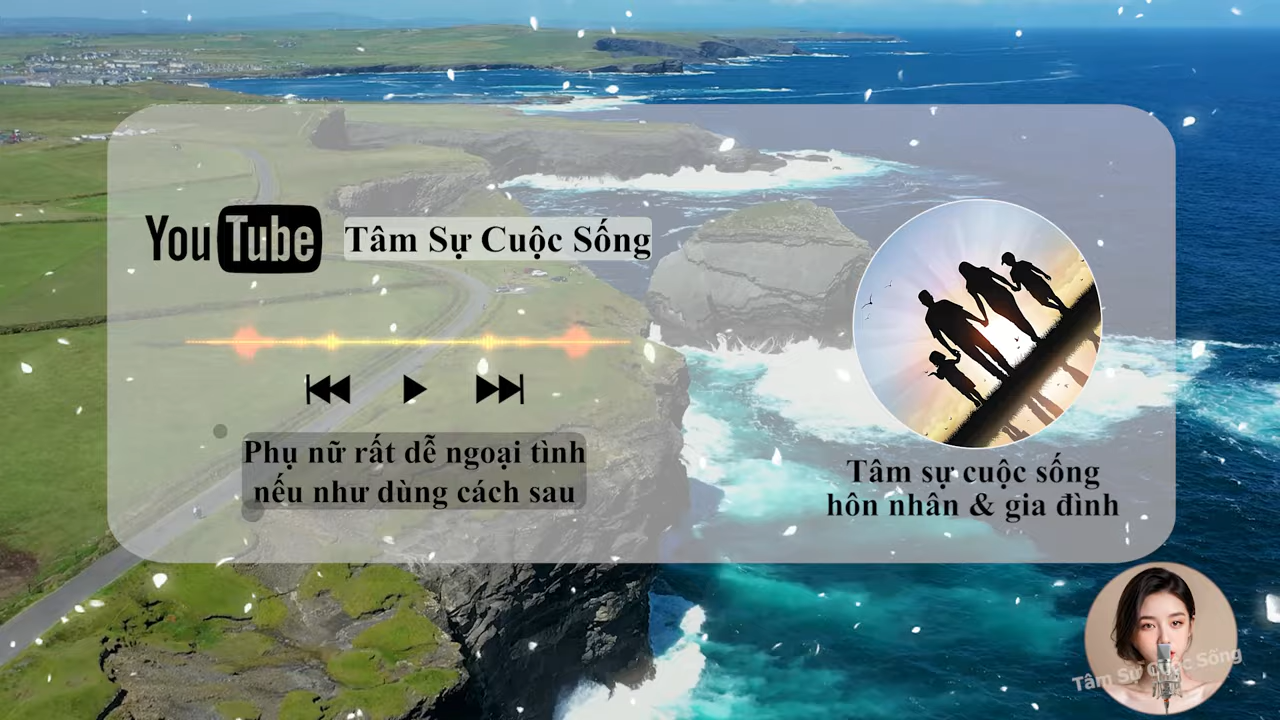 YouTube
Tâm Sự Cuộc Sống
Phụ nữ rất dễ ngoại tình
nếu như dùng cách sau
Tâm sự cuộc sống
hôn nhân & gia đình
Tâm Sự Cuộc Sống